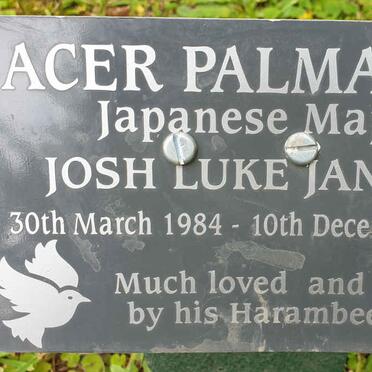 ACER PALMA
Japanese Ma
JOSH LUKE JAN
30th March 1984 - 10th Dece
Much loved and
by his Harambee